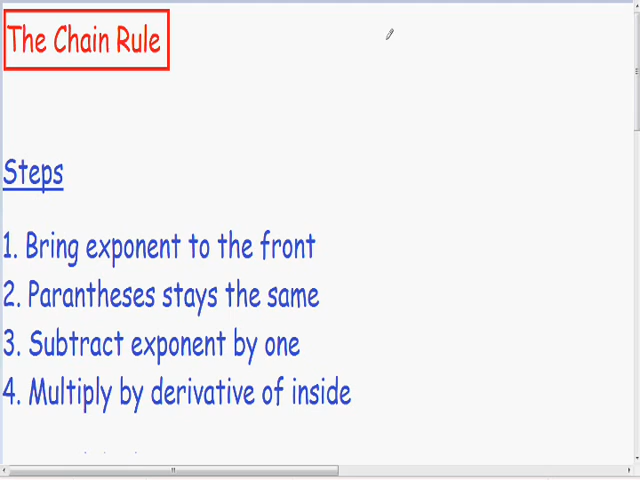 The Chain Rule
Steps
1. Bring exponent to the front
2. Parantheses stays the same
3. Subtract exponent by one
4. Multiply by derivative of inside